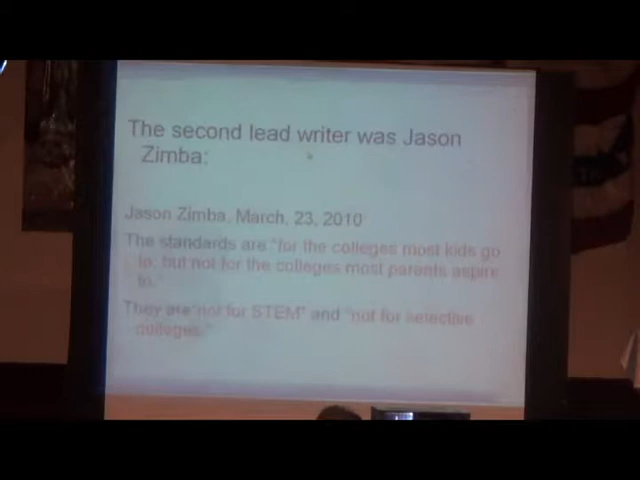 The second lead writer was Jason
Zimba:
Jason Zimba, March, 23, 2010
The standards are "for the colleges most kids go
to, but not for the colleges most parents aspire
to."
They are "not for STEM" and "not for selective
colleges."